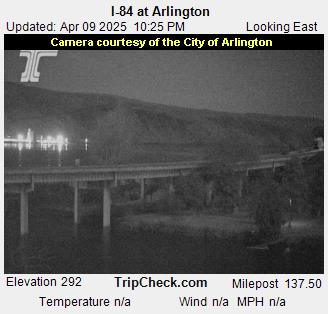 I-84 at Arlington
Updated: Apr 09 2025 10:25 PM Looking East
Camera courtesy of the City of Arlington
Elevation 292 TripCheck.com Milepost 137.50
Temperature n/a Wind n/a MPH n/a